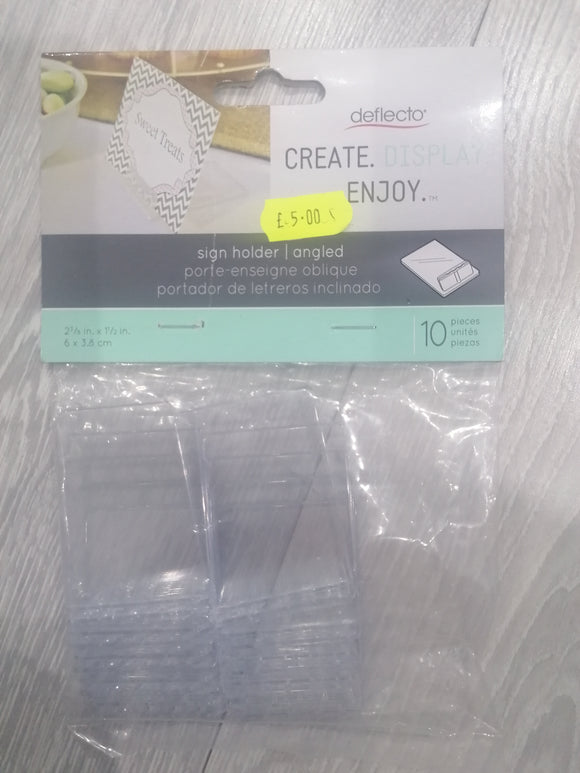 Sweet Treats
deflecto®
CREATE. DISPLAY.
ENJOY.™
£5.00
sign holder | angled
porte-enseigne oblique
portador de letreros inclinado
2⅜ in. x 1½ in.
6 x 3.8 cm
10 pieces
unités
piezas